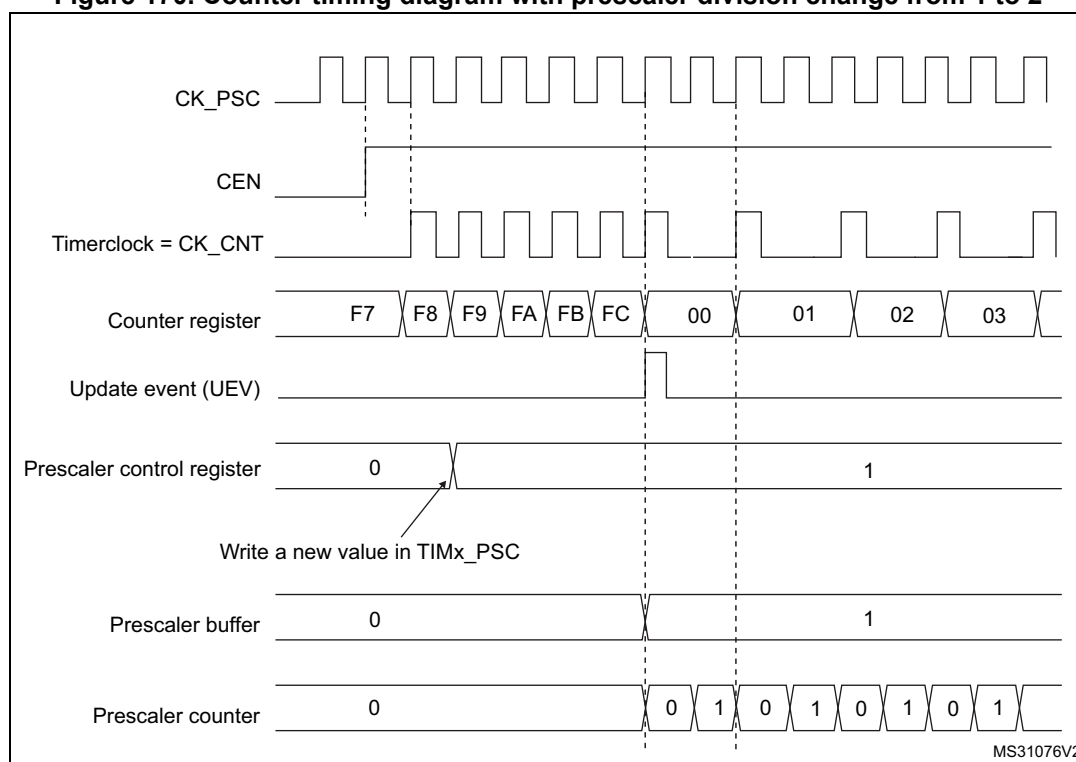 Figure 170. Counter timing diagram with prescaler division change from 1 to 2
CK_PSC
CEN
Timerclock = CK_CNT
Counter register F7 F8 F9 FA FB FC 00 01 02 03
Update event (UEV)
Prescaler control register 0 1
Write a new value in TIMx_PSC
Prescaler buffer 0 1
Prescaler counter 0 0 1 0 1 0 1 0 1
MS31076V2